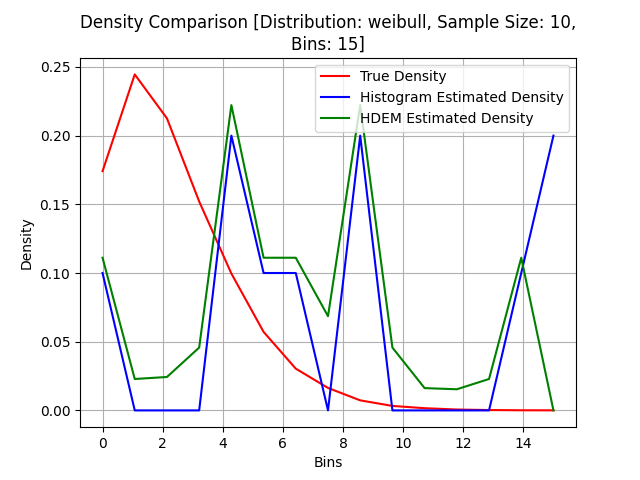 Density Comparison [Distribution: weibull, Sample Size: 10,
Bins: 15]
True Density
Histogram Estimated Density
HDEM Estimated Density
Density
0.25
0.20
0.15
0.10
0.05
0.00
0 2 4 6 8 10 12 14
Bins